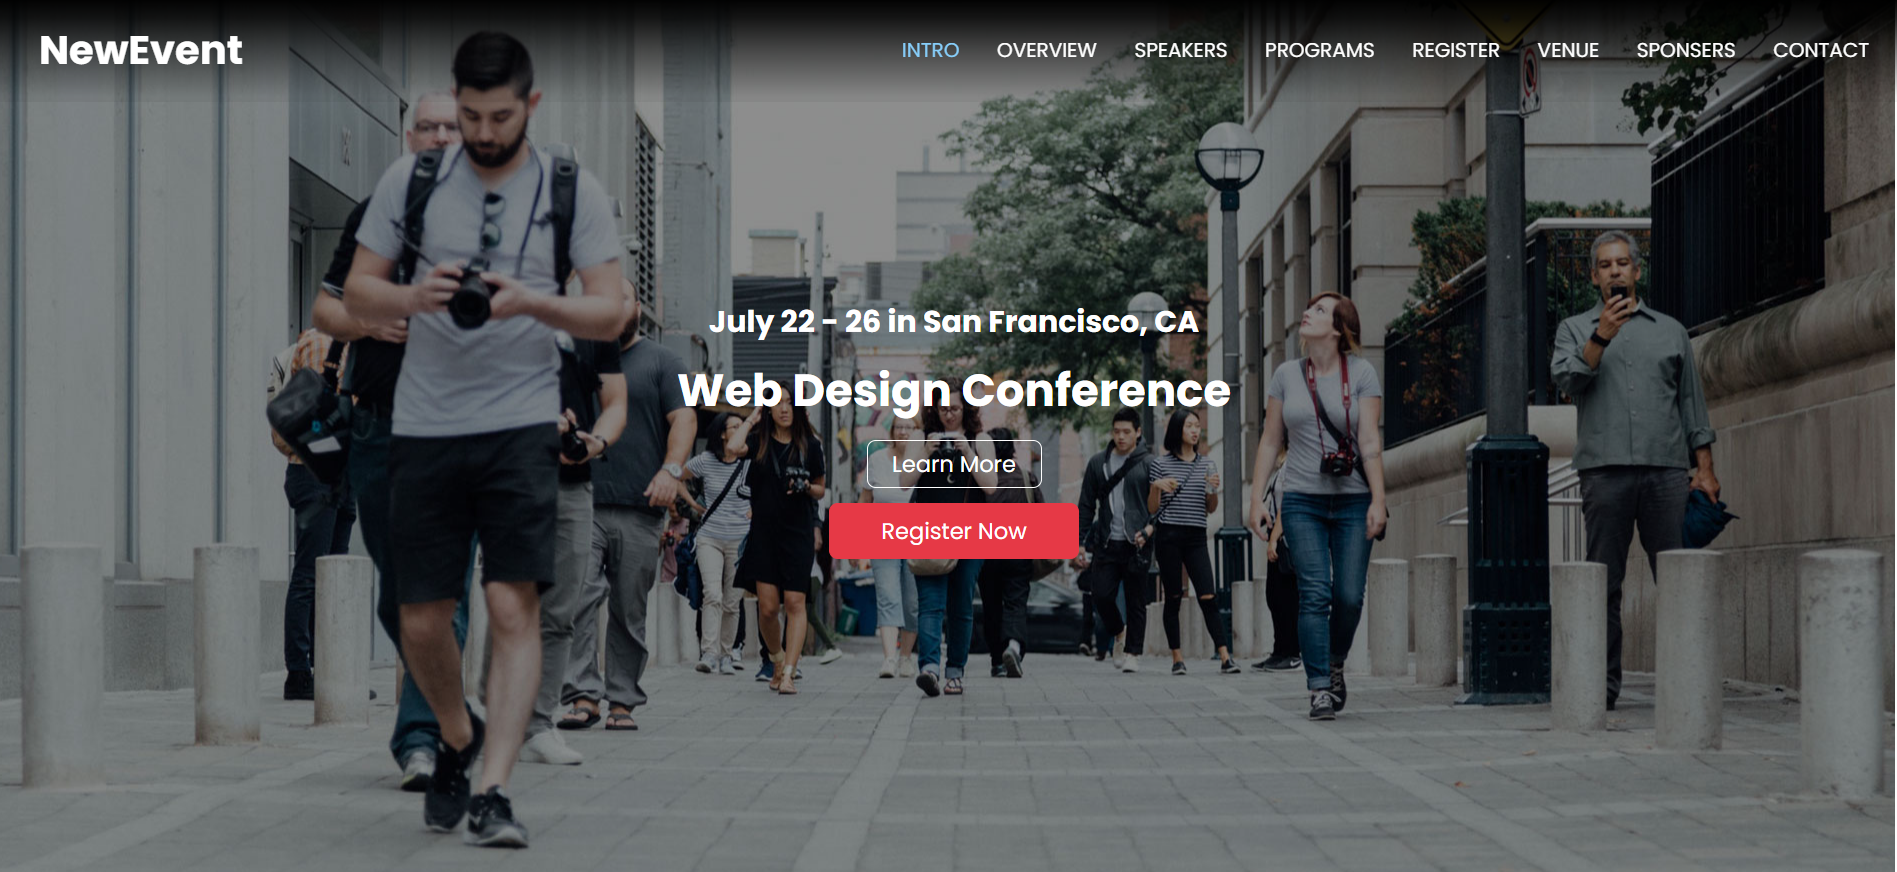 NewEvent
INTRO OVERVIEW SPEAKERS PROGRAMS REGISTER VENUE SPONSERS CONTACT
July 22 - 26 in San Francisco, CA
Web Design Conference
Learn More
Register Now